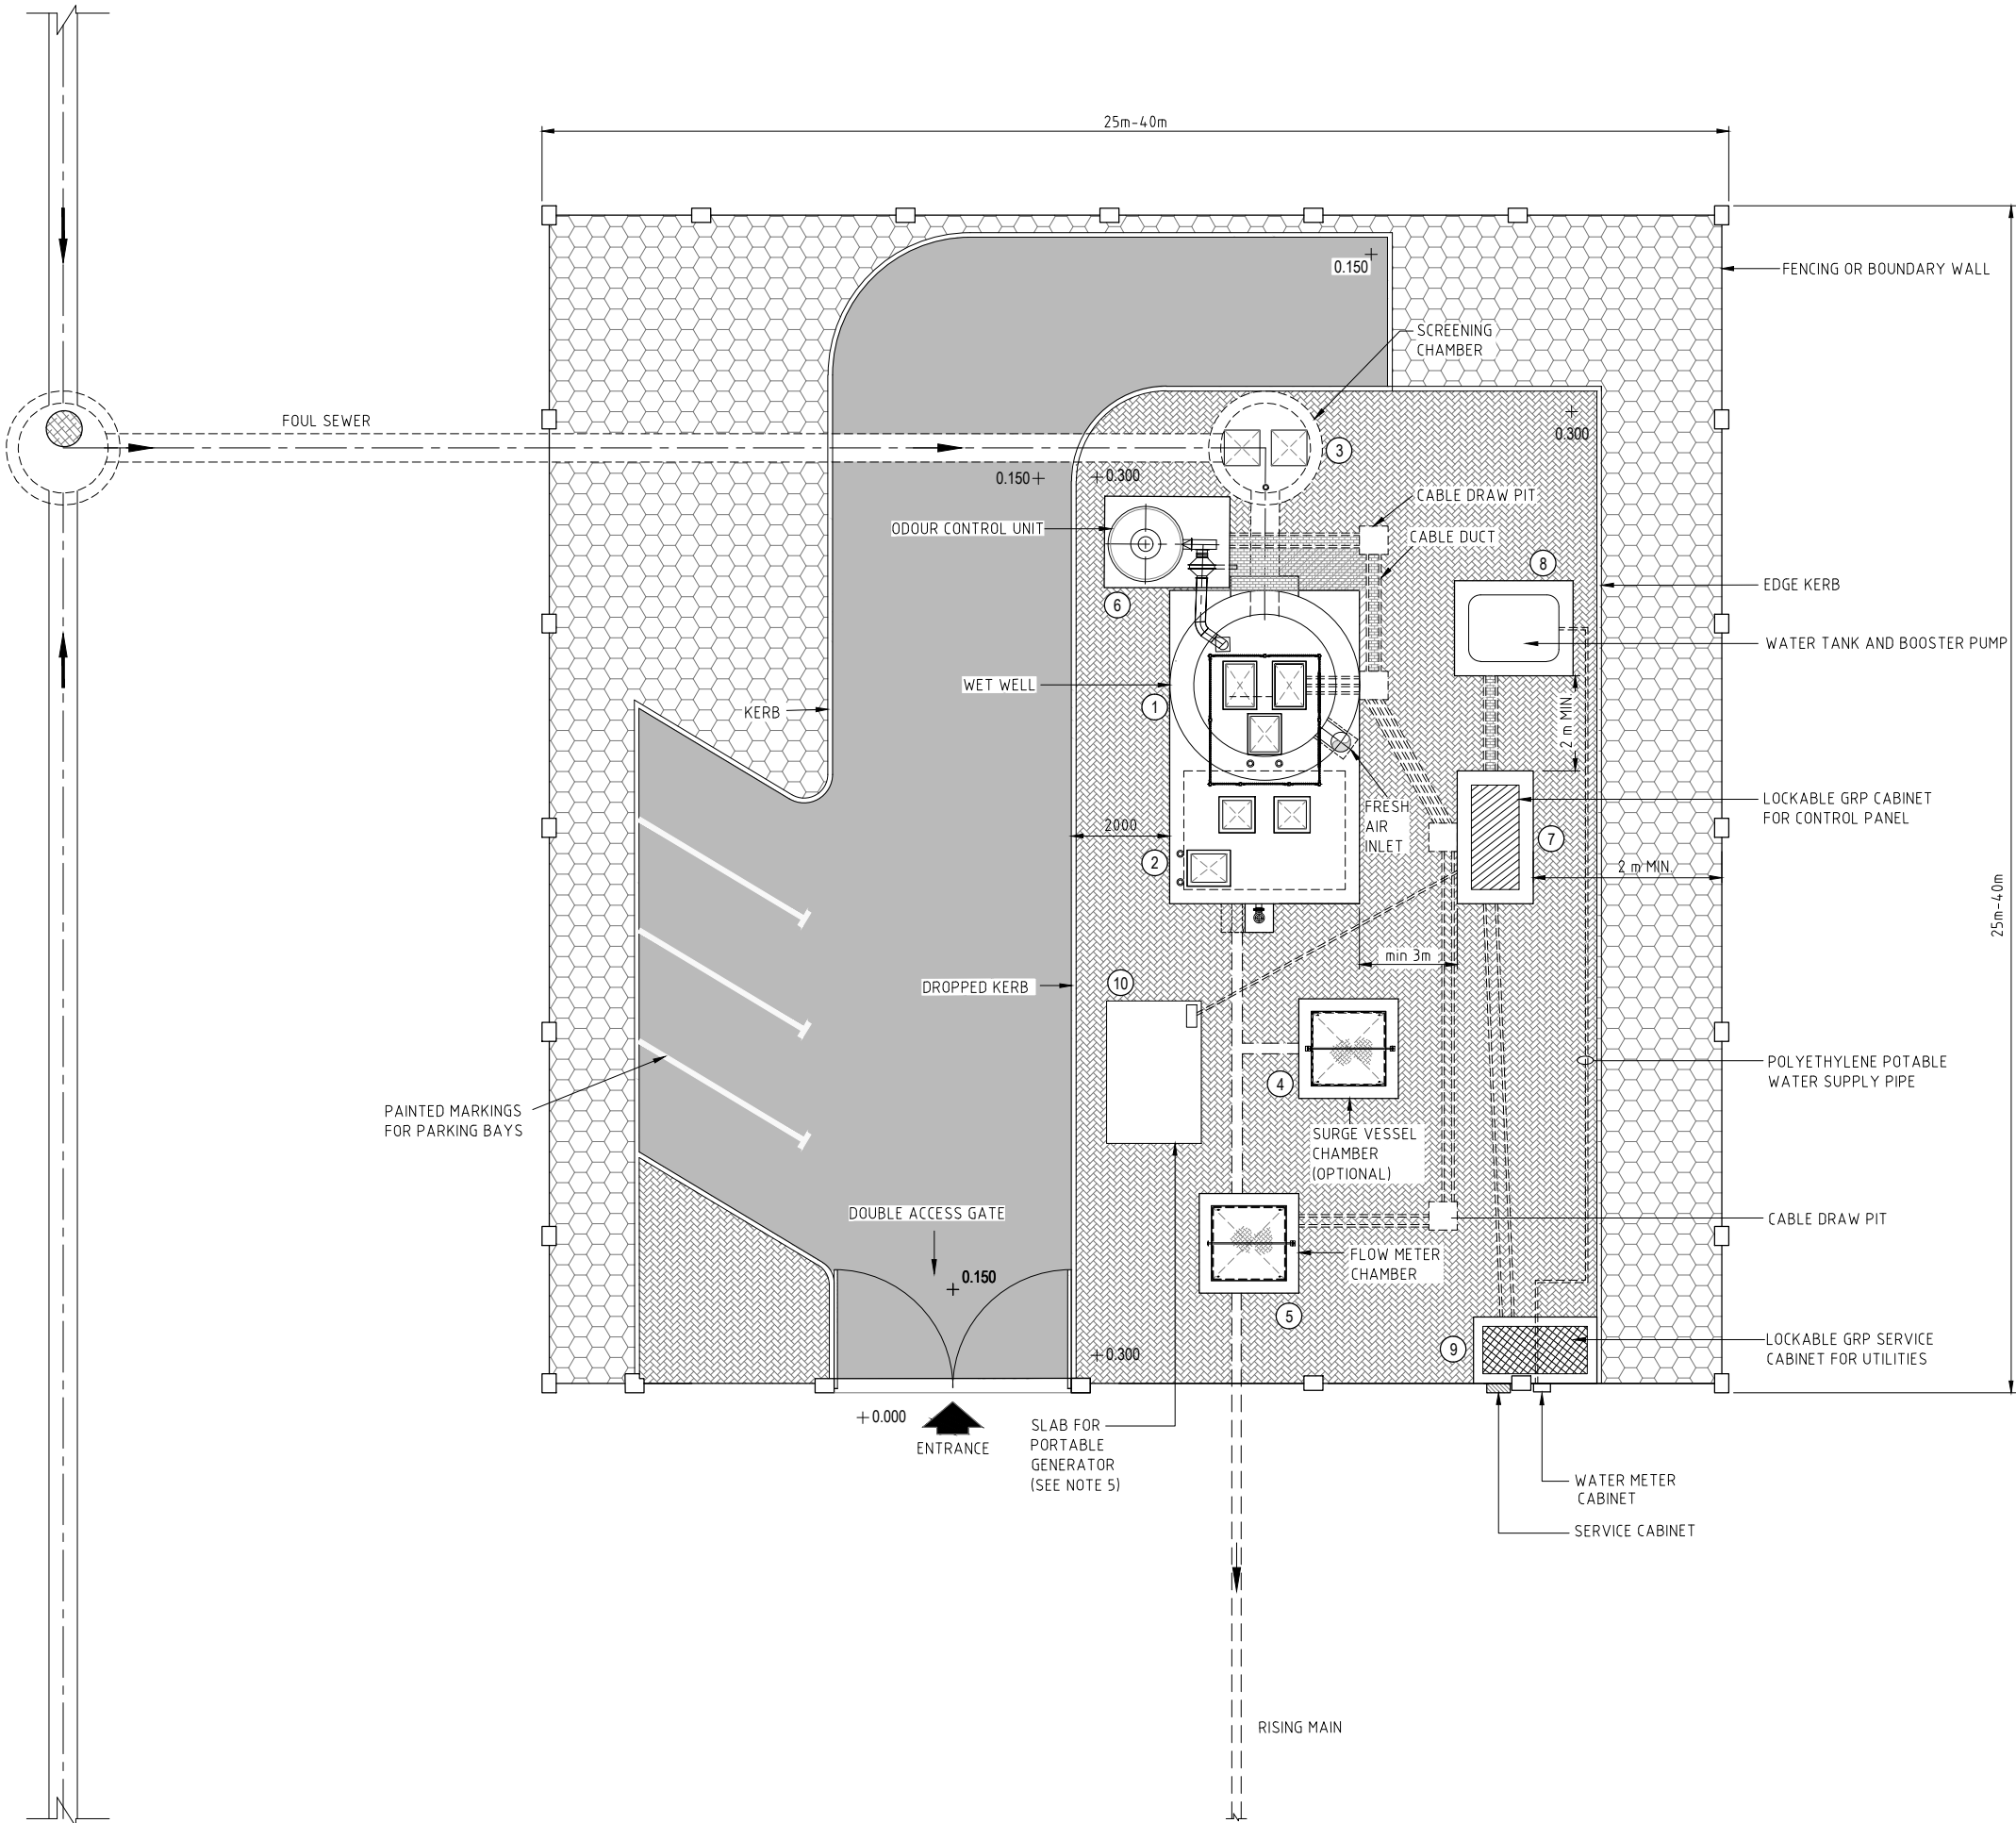 25m-40m
FENCING OR BOUNDARY WALL
0.150
SCREENING
CHAMBER
FOUL SEWER
3
0.300
0.150
0.300
CABLE DRAW PIT
ODOUR CONTROL UNIT
CABLE DUCT
8
EDGE KERB
6
WATER TANK AND BOOSTER PUMP
WET WELL
1
KERB
2 m MIN.
LOCKABLE GRP CABINET
FOR CONTROL PANEL
FRESH
AIR
INLET
2000
7
2
2 m MIN.
25m-40m
min 3m
10
DROPPED KERB
POLYETHYLENE POTABLE
WATER SUPPLY PIPE
4
PAINTED MARKINGS
FOR PARKING BAYS
SURGE VESSEL
CHAMBER
(OPTIONAL)
DOUBLE ACCESS GATE
CABLE DRAW PIT
FLOW METER
CHAMBER
0.150
5
LOCKABLE GRP SERVICE
CABINET FOR UTILITIES
9
0.300
0.000
ENTRANCE
SLAB FOR
PORTABLE
GENERATOR
(SEE NOTE 5)
WATER METER
CABINET
SERVICE CABINET
RISING MAIN